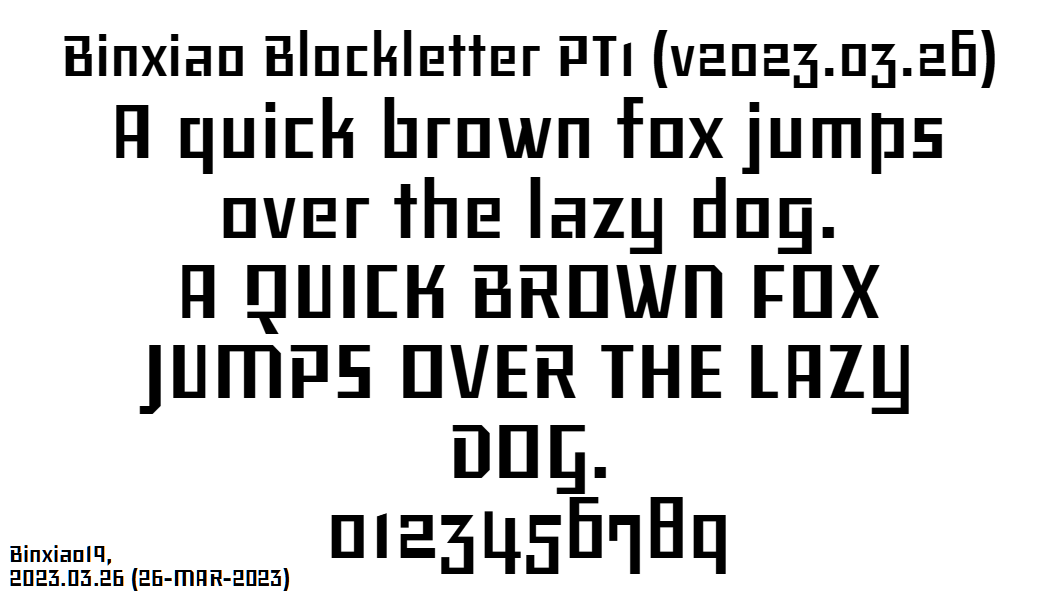 Binxiao Blockletter PT1 (v2023.03.26)
A quick brown fox jumps
over the lazy dog.
A QUICK BROWN FOX
JUMPS OVER THE LAZY
DOG.
0123456789
Binxiao19,
2023.03.26 (26-MAR-2023)